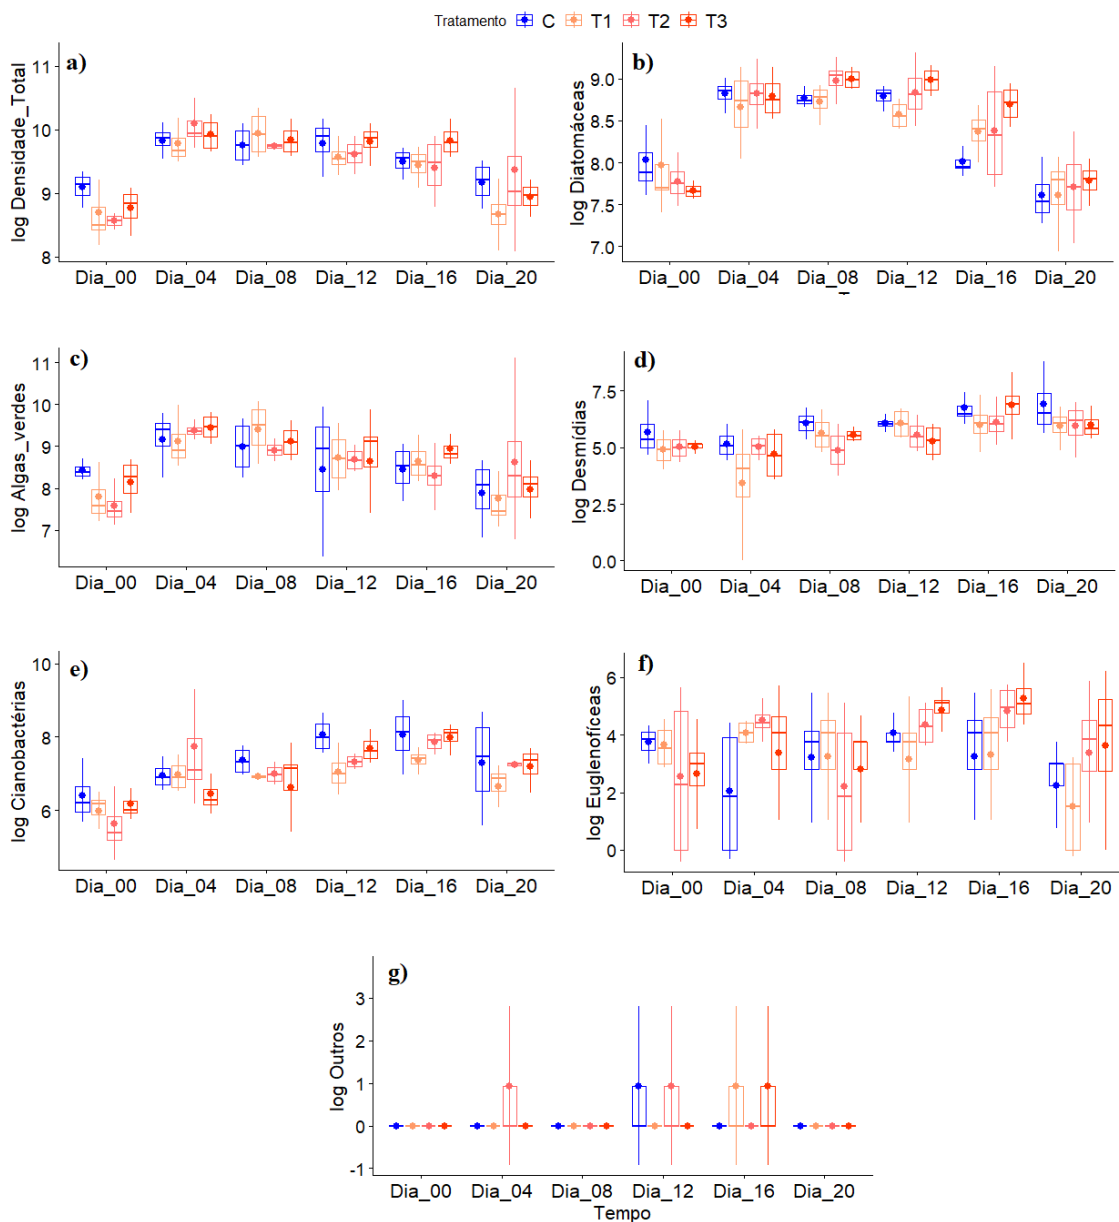 Tratamento C T1 T2 T3
a)
log Densidade_Total
11
10
9
8
Dia_00 Dia_04 Dia_08 Dia_12 Dia_16 Dia_20
b)
log Diatomáceas
9.0
8.5
8.0
7.5
7.0
Dia_00 Dia_04 Dia_08 Dia_12 Dia_16 Dia_20
c)
log Algas_verdes
11
10
9
8
7
Dia_00 Dia_04 Dia_08 Dia_12 Dia_16 Dia_20
d)
log Desmídias
7.5
5.0
2.5
0.0
Dia_00 Dia_04 Dia_08 Dia_12 Dia_16 Dia_20
e)
log Cianobactérias
10
8
6
Dia_00 Dia_04 Dia_08 Dia_12 Dia_16 Dia_20
f)
log Euglenofíceas
6
4
2
0
Dia_00 Dia_04 Dia_08 Dia_12 Dia_16 Dia_20
g)
log Outros
3
2
1
0
-1
Dia_00 Dia_04 Dia_08 Dia_12 Dia_16 Dia_20
Tempo